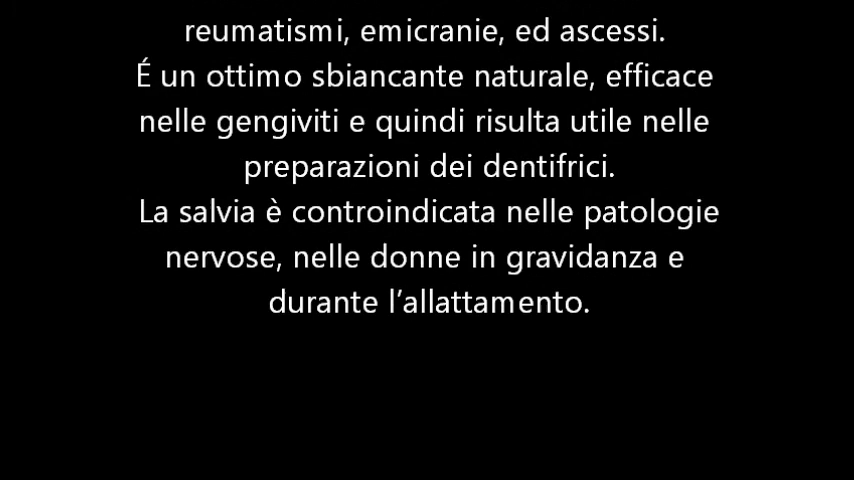 reumatismi, emicranie, ed ascessi.
É un ottimo sbiancante naturale, efficace
nelle gengiviti e quindi risulta utile nelle
preparazioni dei dentifrici.
La salvia è controindicata nelle patologie
nervose, nelle donne in gravidanza e
durante l’allattamento.